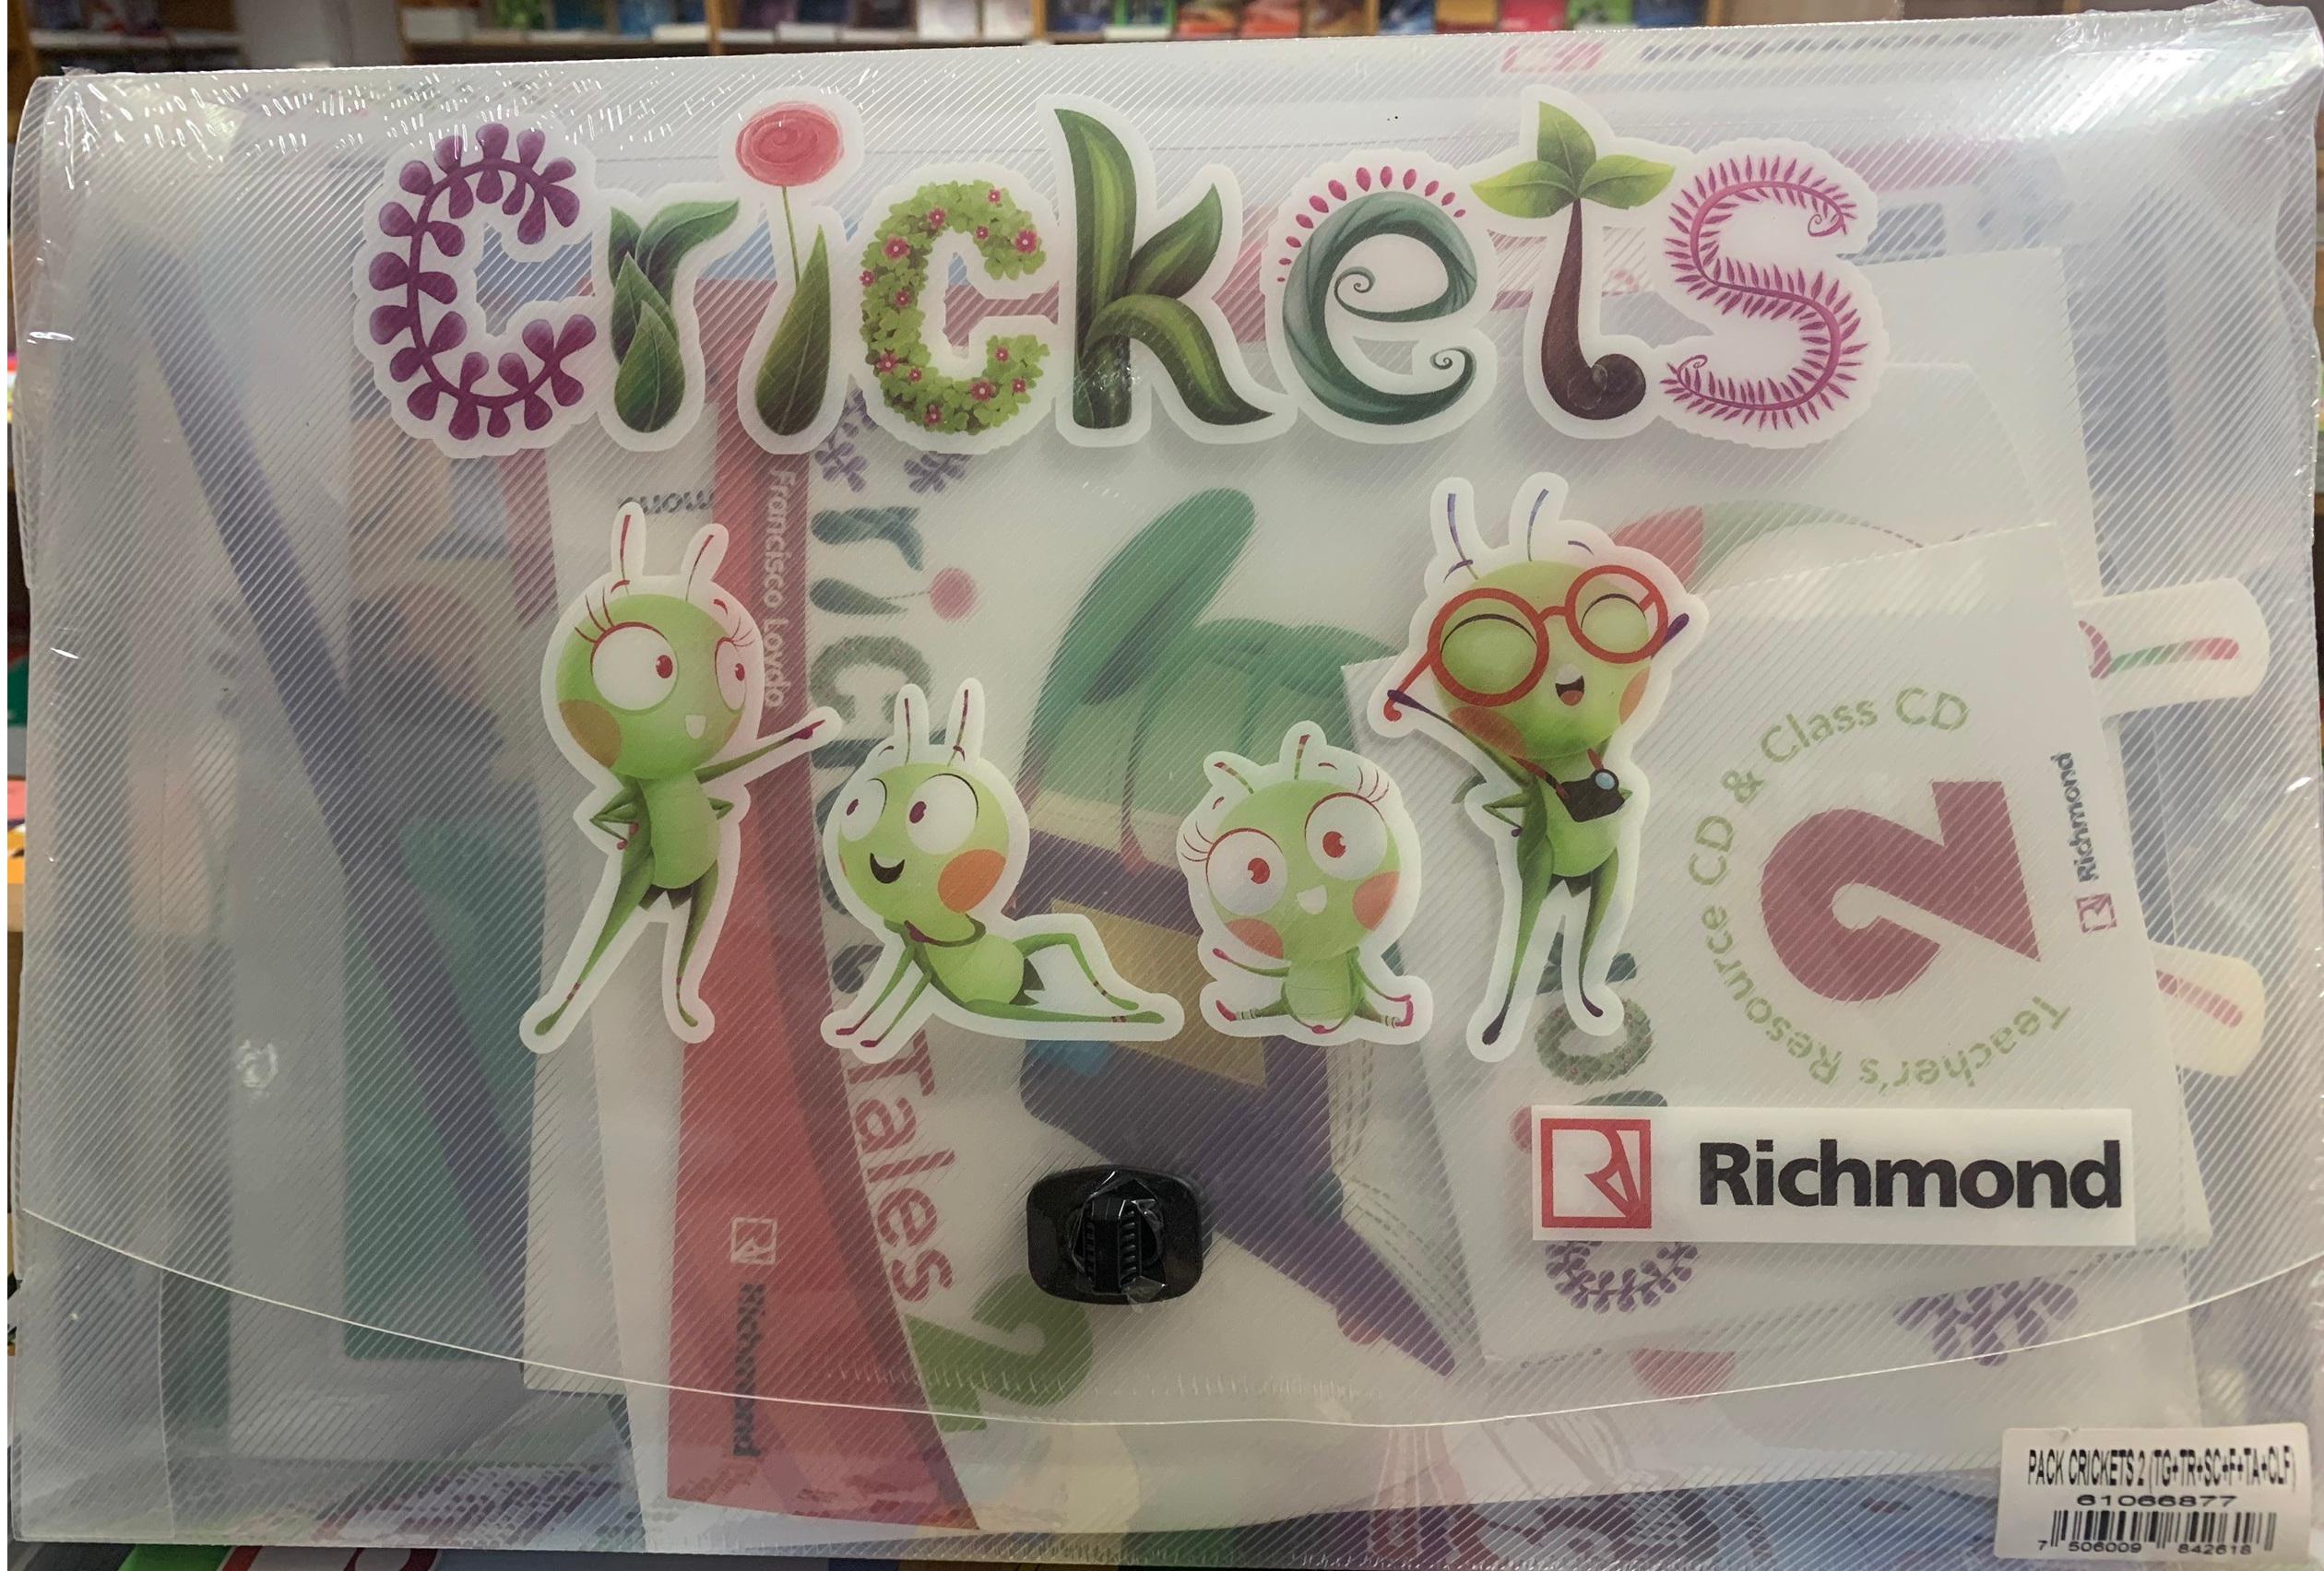 Crickets
Francisco Loyola
Crickets
Tales 2
Richmond
Teacher's Resource CD & Class CD
2
Richmond
Richmond
PACK CRICKETS 2 (TG+TR+SC+F+TA+CLF)
61066877
7 506009 842618